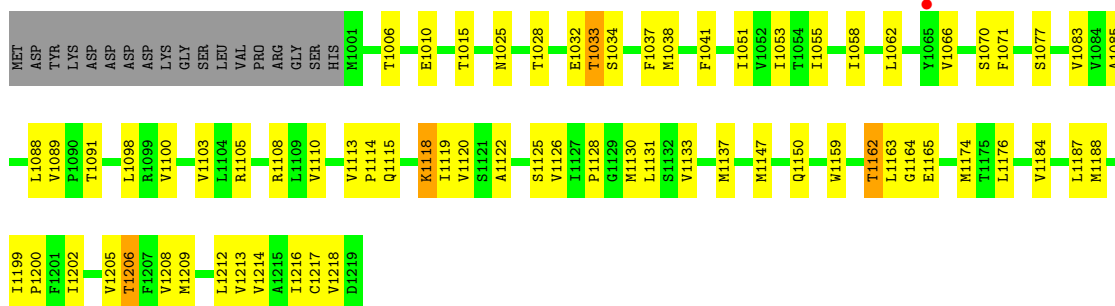 MET ASP TYR LYS ASP ASP ASP ASP LYS GLY SER LEU VAL PRO ARG GLY SER HIS M1001 T1006 E1010 T1015 N1025 T1028 E1032 T1033 S1034 F1037 M1038 F1041 I1051 V1052 I1053 T1054 I1055 I1058 L1062 Y1065 V1066 S1070 F1071 S1077 V1083 V1084 A1085
L1088 V1089 P1090 T1091 L1098 R1099 V1100 V1103 L1104 R1105 R1108 L1109 V1110 V1113 P1114 Q1115 K1118 I1119 V1120 S1121 A1122 S1125 V1126 I1127 P1128 G1129 M1130 L1131 S1132 V1133 M1137 M1147 Q1150 W1159 T1162 L1163 G1164 E1165 M1174 T1175 L1176 V1184 L1187 M1188
I1199 P1200 F1201 I1202 V1205 T1206 F1207 V1208 M1209 L1212 V1213 V1214 A1215 I1216 C1217 V1218 D1219